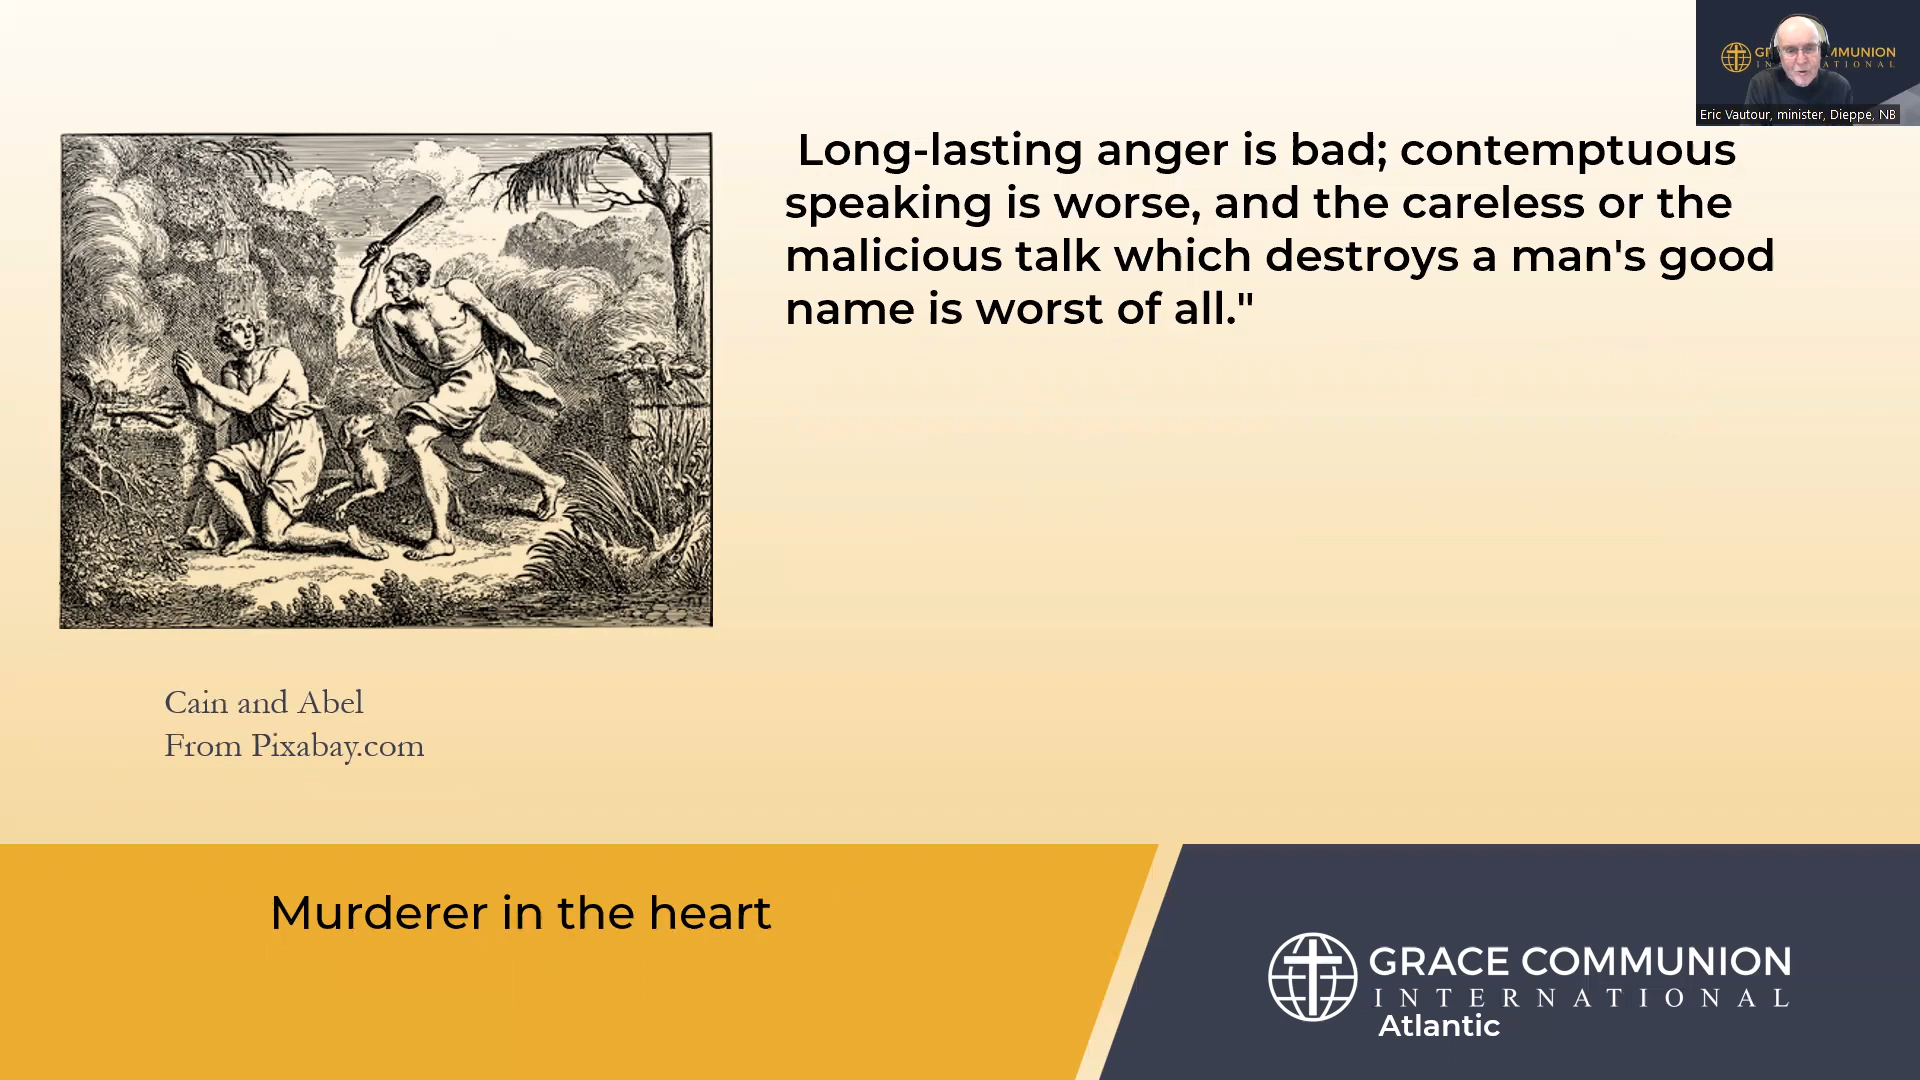 Long-lasting anger is bad; contemptuous
speaking is worse, and the careless or the
malicious talk which destroys a man's good
name is worst of all."
Eric Vautour, minister, Dieppe, NB
Cain and Abel
From Pixabay.com
Murderer in the heart
GRACE COMMUNION
INTERNATIONAL
Atlantic